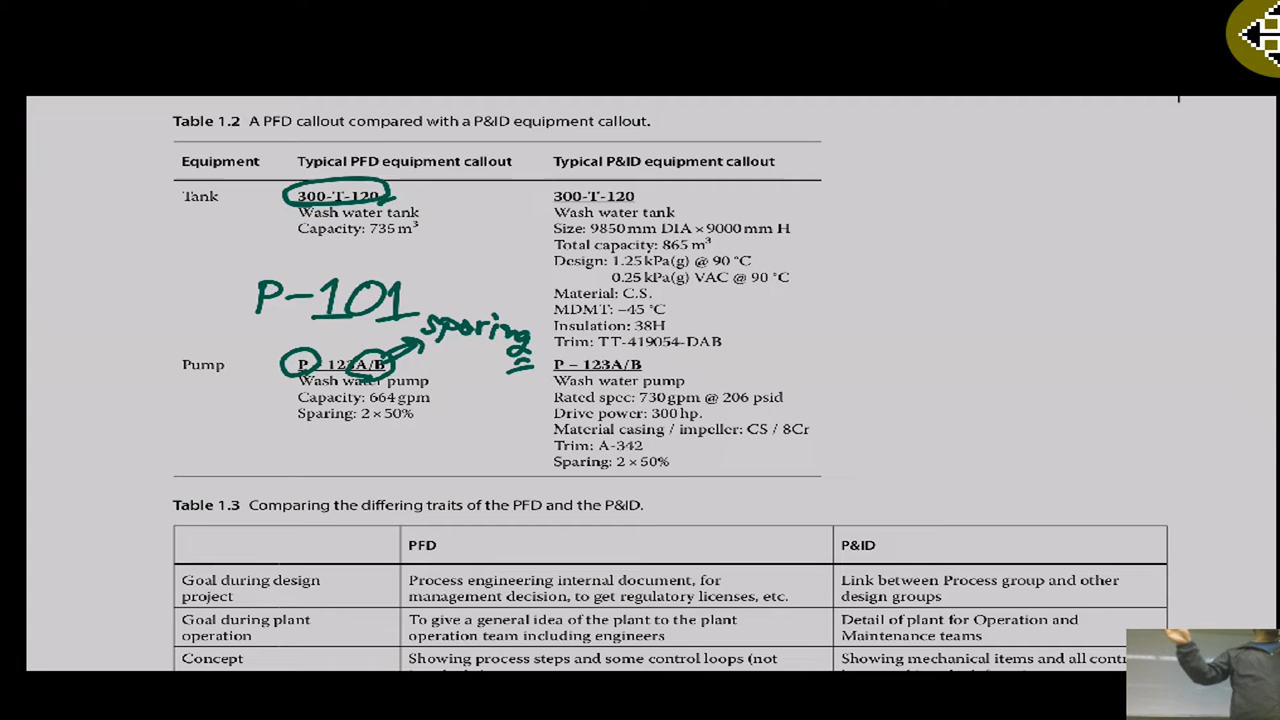 Table 1.2 A PFD callout compared with a P&ID equipment callout.
Equipment Typical PFD equipment callout Typical P&ID equipment callout
Tank 300-T-120 300-T-120
Wash water tank Wash water tank
Capacity: 735 m³ Size: 9850 mm DIA × 9000 mm H
Total capacity: 865 m³
Design: 1.25 kPa(g) @ 90 °C
0.25 kPa(g) VAC @ 90 °C
P-101
Material: C.S.
MDMT: −45 °C
sparing
Insulation: 38H
Trim: TT-419054-DAB
Pump P – 123A/B P – 123A/B
Wash water pump Wash water pump
Capacity: 664 gpm Rated spec: 730 gpm @ 206 psid
Sparing: 2 × 50% Drive power: 300 hp.
Material casing / impeller: CS / 8Cr
Trim: A-342
Sparing: 2 × 50%
Table 1.3 Comparing the differing traits of the PFD and the P&ID.
PFD P&ID
Goal during design Process engineering internal document, for Link between Process group and other
project management decision, to get regulatory licenses, etc. design groups
Goal during plant To give a general idea of the plant to the plant Detail of plant for Operation and
operation operation team including engineers Maintenance teams
Concept Showing process steps and some control loops (not Showing mechanical items and all contr